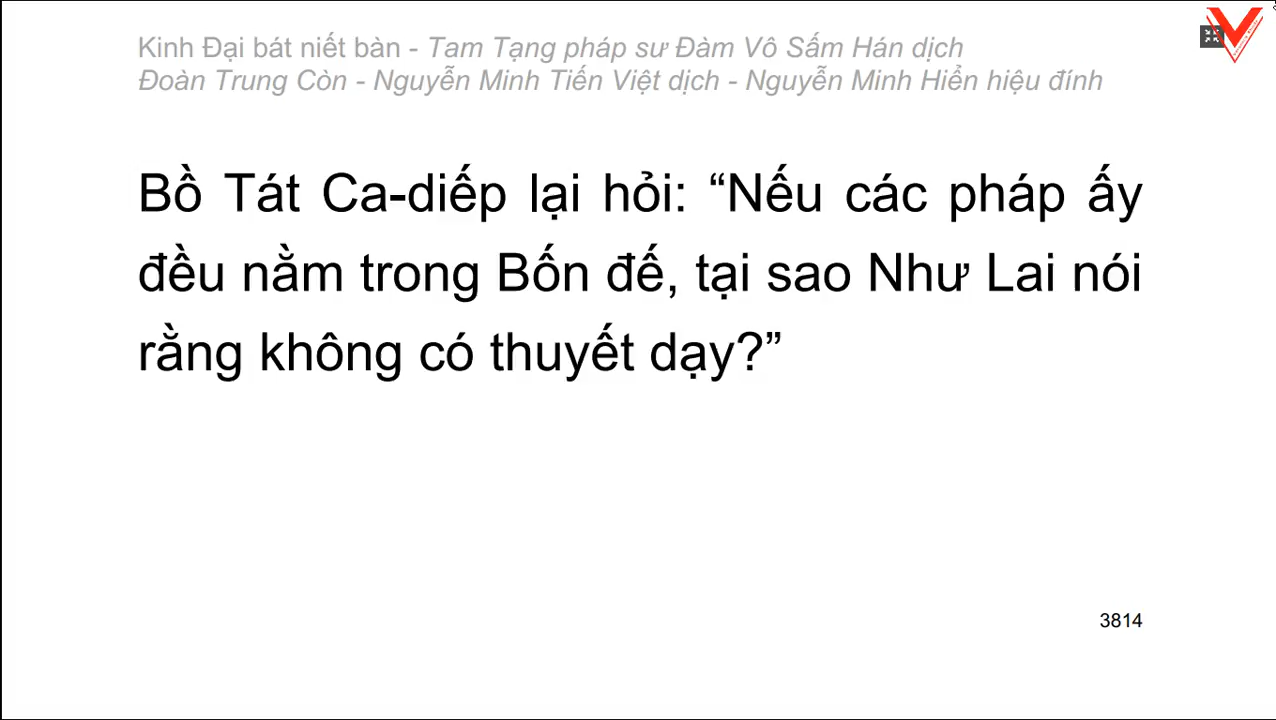 Kinh Đại bát niết bàn - Tam Tạng pháp sư Đàm Vô Sấm Hán dịch
Đoàn Trung Còn - Nguyễn Minh Tiến Việt dịch - Nguyễn Minh Hiển hiệu đính
Bồ Tát Ca-diếp lại hỏi: “Nếu các pháp ấy
đều nằm trong Bốn đế, tại sao Như Lai nói
rằng không có thuyết dạy?”
3814